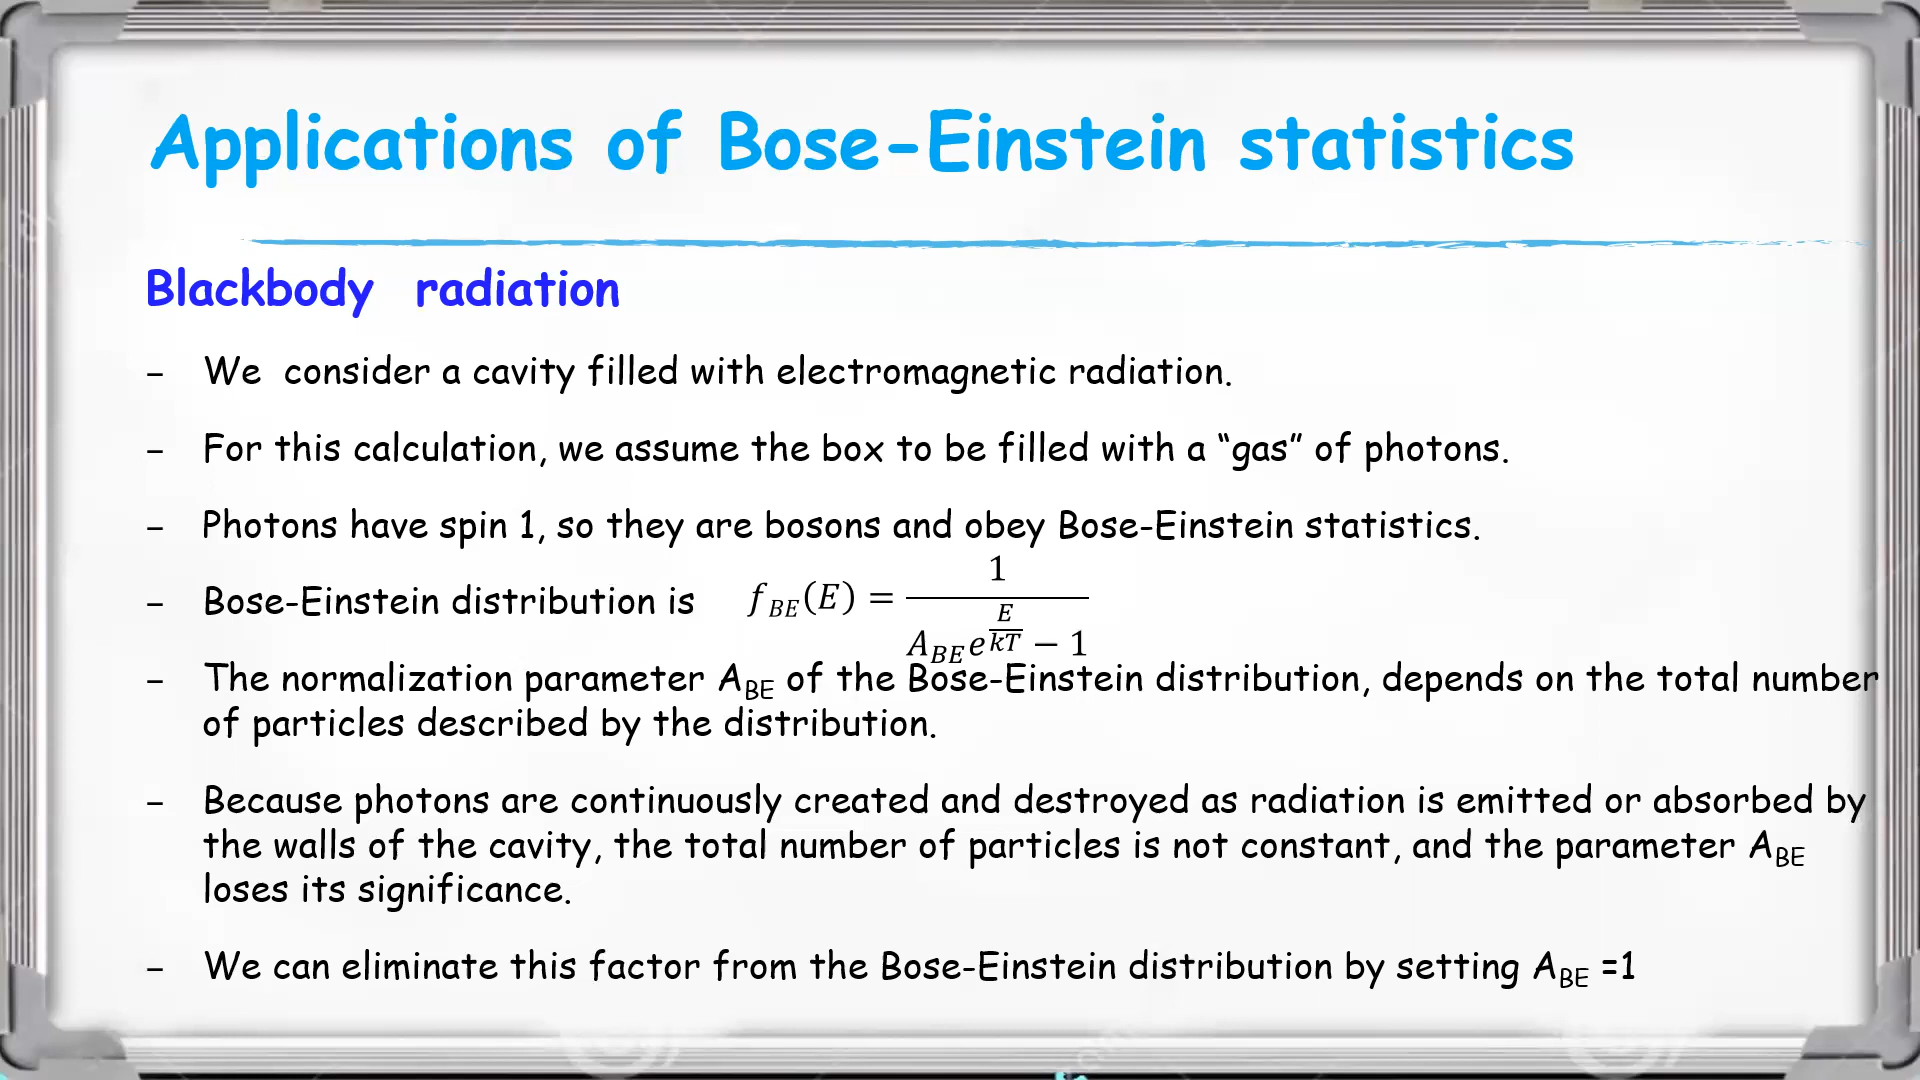 Applications of Bose-Einstein statistics
Blackbody radiation
– We consider a cavity filled with electromagnetic radiation.
– For this calculation, we assume the box to be filled with a “gas” of photons.
– Photons have spin 1, so they are bosons and obey Bose-Einstein statistics.
– Bose-Einstein distribution is $f_{BE}(E) = \frac{1}{A_{BE}e^{\frac{E}{kT}} - 1}$
– The normalization parameter A_BE of the Bose-Einstein distribution, depends on the total number
of particles described by the distribution.
– Because photons are continuously created and destroyed as radiation is emitted or absorbed by
the walls of the cavity, the total number of particles is not constant, and the parameter A_BE
loses its significance.
– We can eliminate this factor from the Bose-Einstein distribution by setting A_BE =1